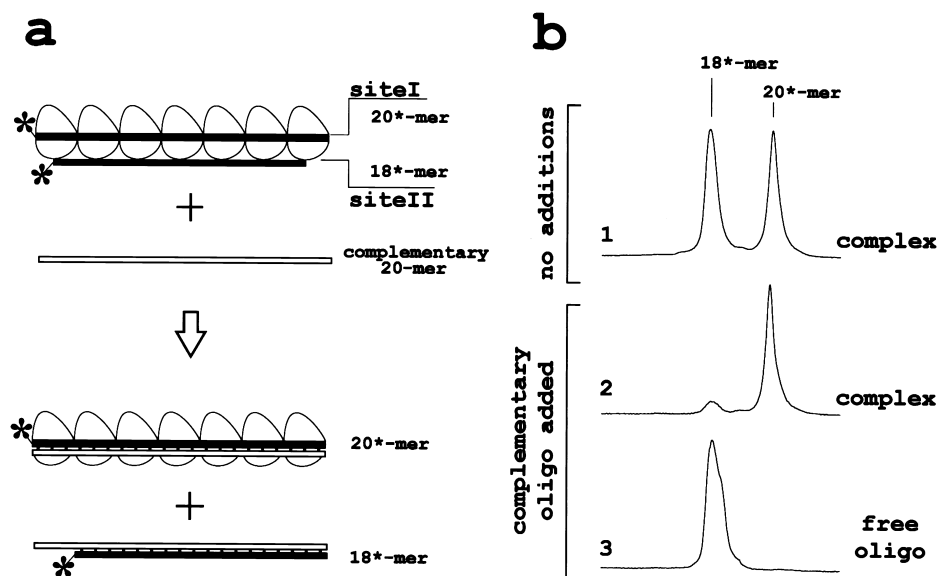 a
siteI
20*-mer
18*-mer
siteII
+
complementary
20-mer
20*-mer
+
18*-mer
b
18*-mer
20*-mer
no additions
1
complex
complementary
oligo added
2
complex
3
free
oligo